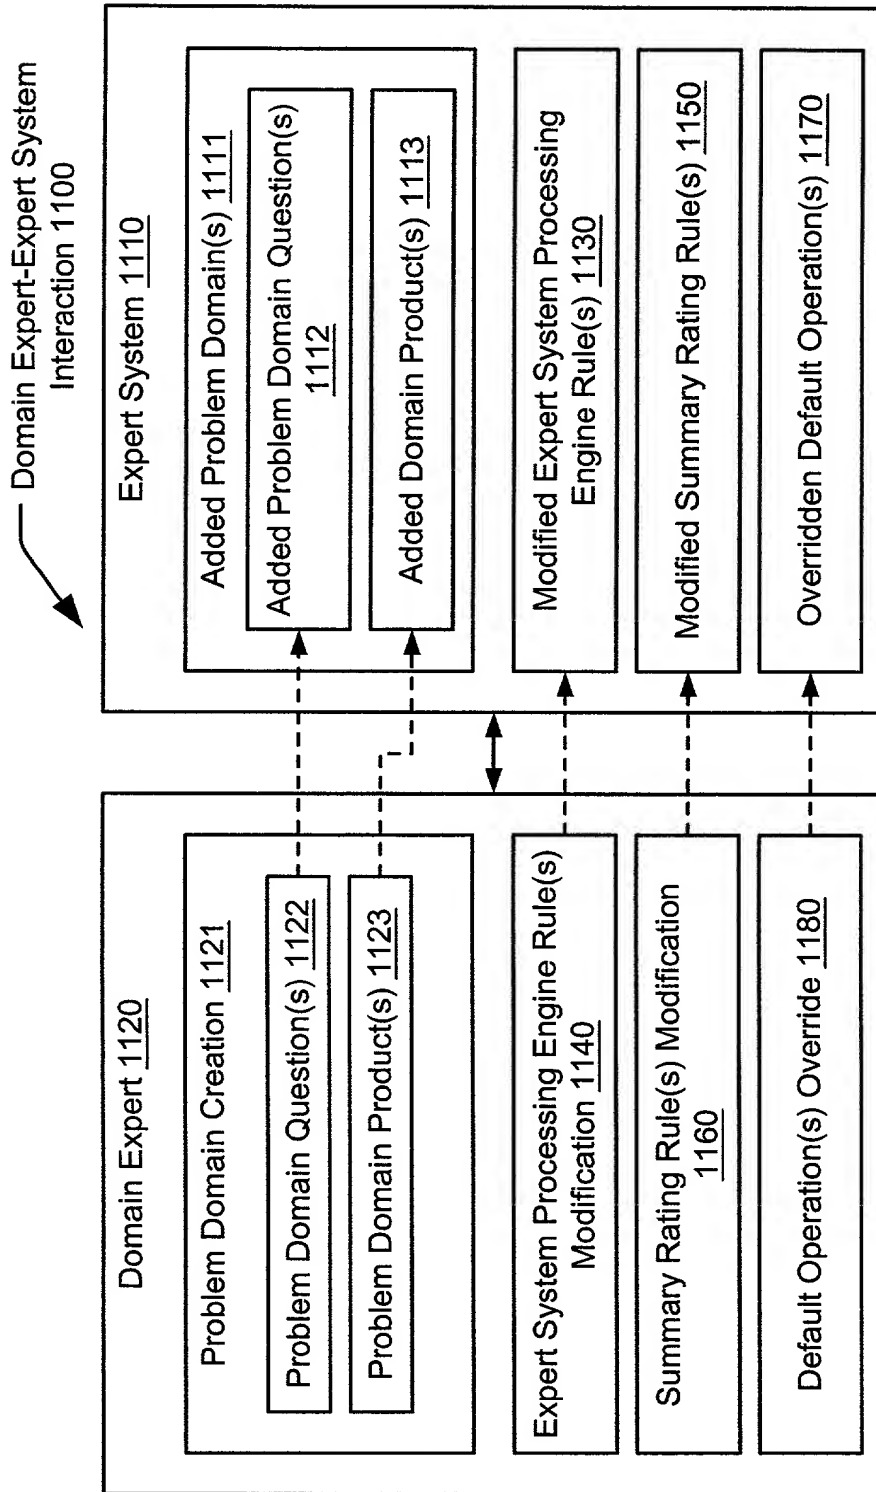 Domain Expert-Expert System
Interaction 1100
Domain Expert 1120
Problem Domain Creation 1121
Problem Domain Question(s) 1122
Problem Domain Product(s) 1123
Expert System Processing Engine Rule(s)
Modification 1140
Summary Rating Rule(s) Modification
1160
Default Operation(s) Override 1180
Expert System 1110
Added Problem Domain(s) 1111
Added Problem Domain Question(s)
1112
Added Domain Product(s) 1113
Modified Expert System Processing
Engine Rule(s) 1130
Modified Summary Rating Rule(s) 1150
Overridden Default Operation(s) 1170